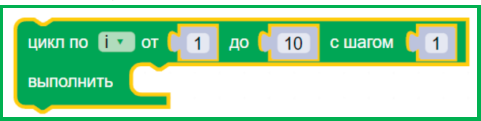 цикл по i от 1 до 10 с шагом 1
выполнить